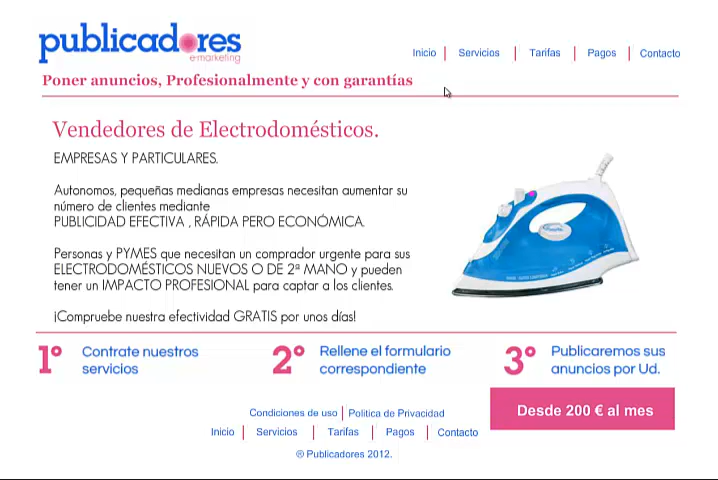 publicadores
e-marketing
Inicio | Servicios | Tarifas | Pagos | Contacto
Poner anuncios, Profesionalmente y con garantías
Vendedores de Electrodomésticos.
EMPRESAS Y PARTICULARES.
Autonomos, pequeñas medianas empresas necesitan aumentar su
número de clientes mediante
PUBLICIDAD EFECTIVA , RÁPIDA PERO ECONÓMICA.
Personas y PYMES que necesitan un comprador urgente para sus
ELECTRODOMÉSTICOS NUEVOS O DE 2ª MANO y pueden
tener un IMPACTO PROFESIONAL para captar a los clientes.
¡Compruebe nuestra efectividad GRATIS por unos días!
1º Contrate nuestros
servicios
2º Rellene el formulario
correspondiente
3º Publicaremos sus
anuncios por Ud.
Desde 200 € al mes
Condiciones de uso | Politica de Privacidad
Inicio | Servicios | Tarifas | Pagos | Contacto
® Publicadores 2012.